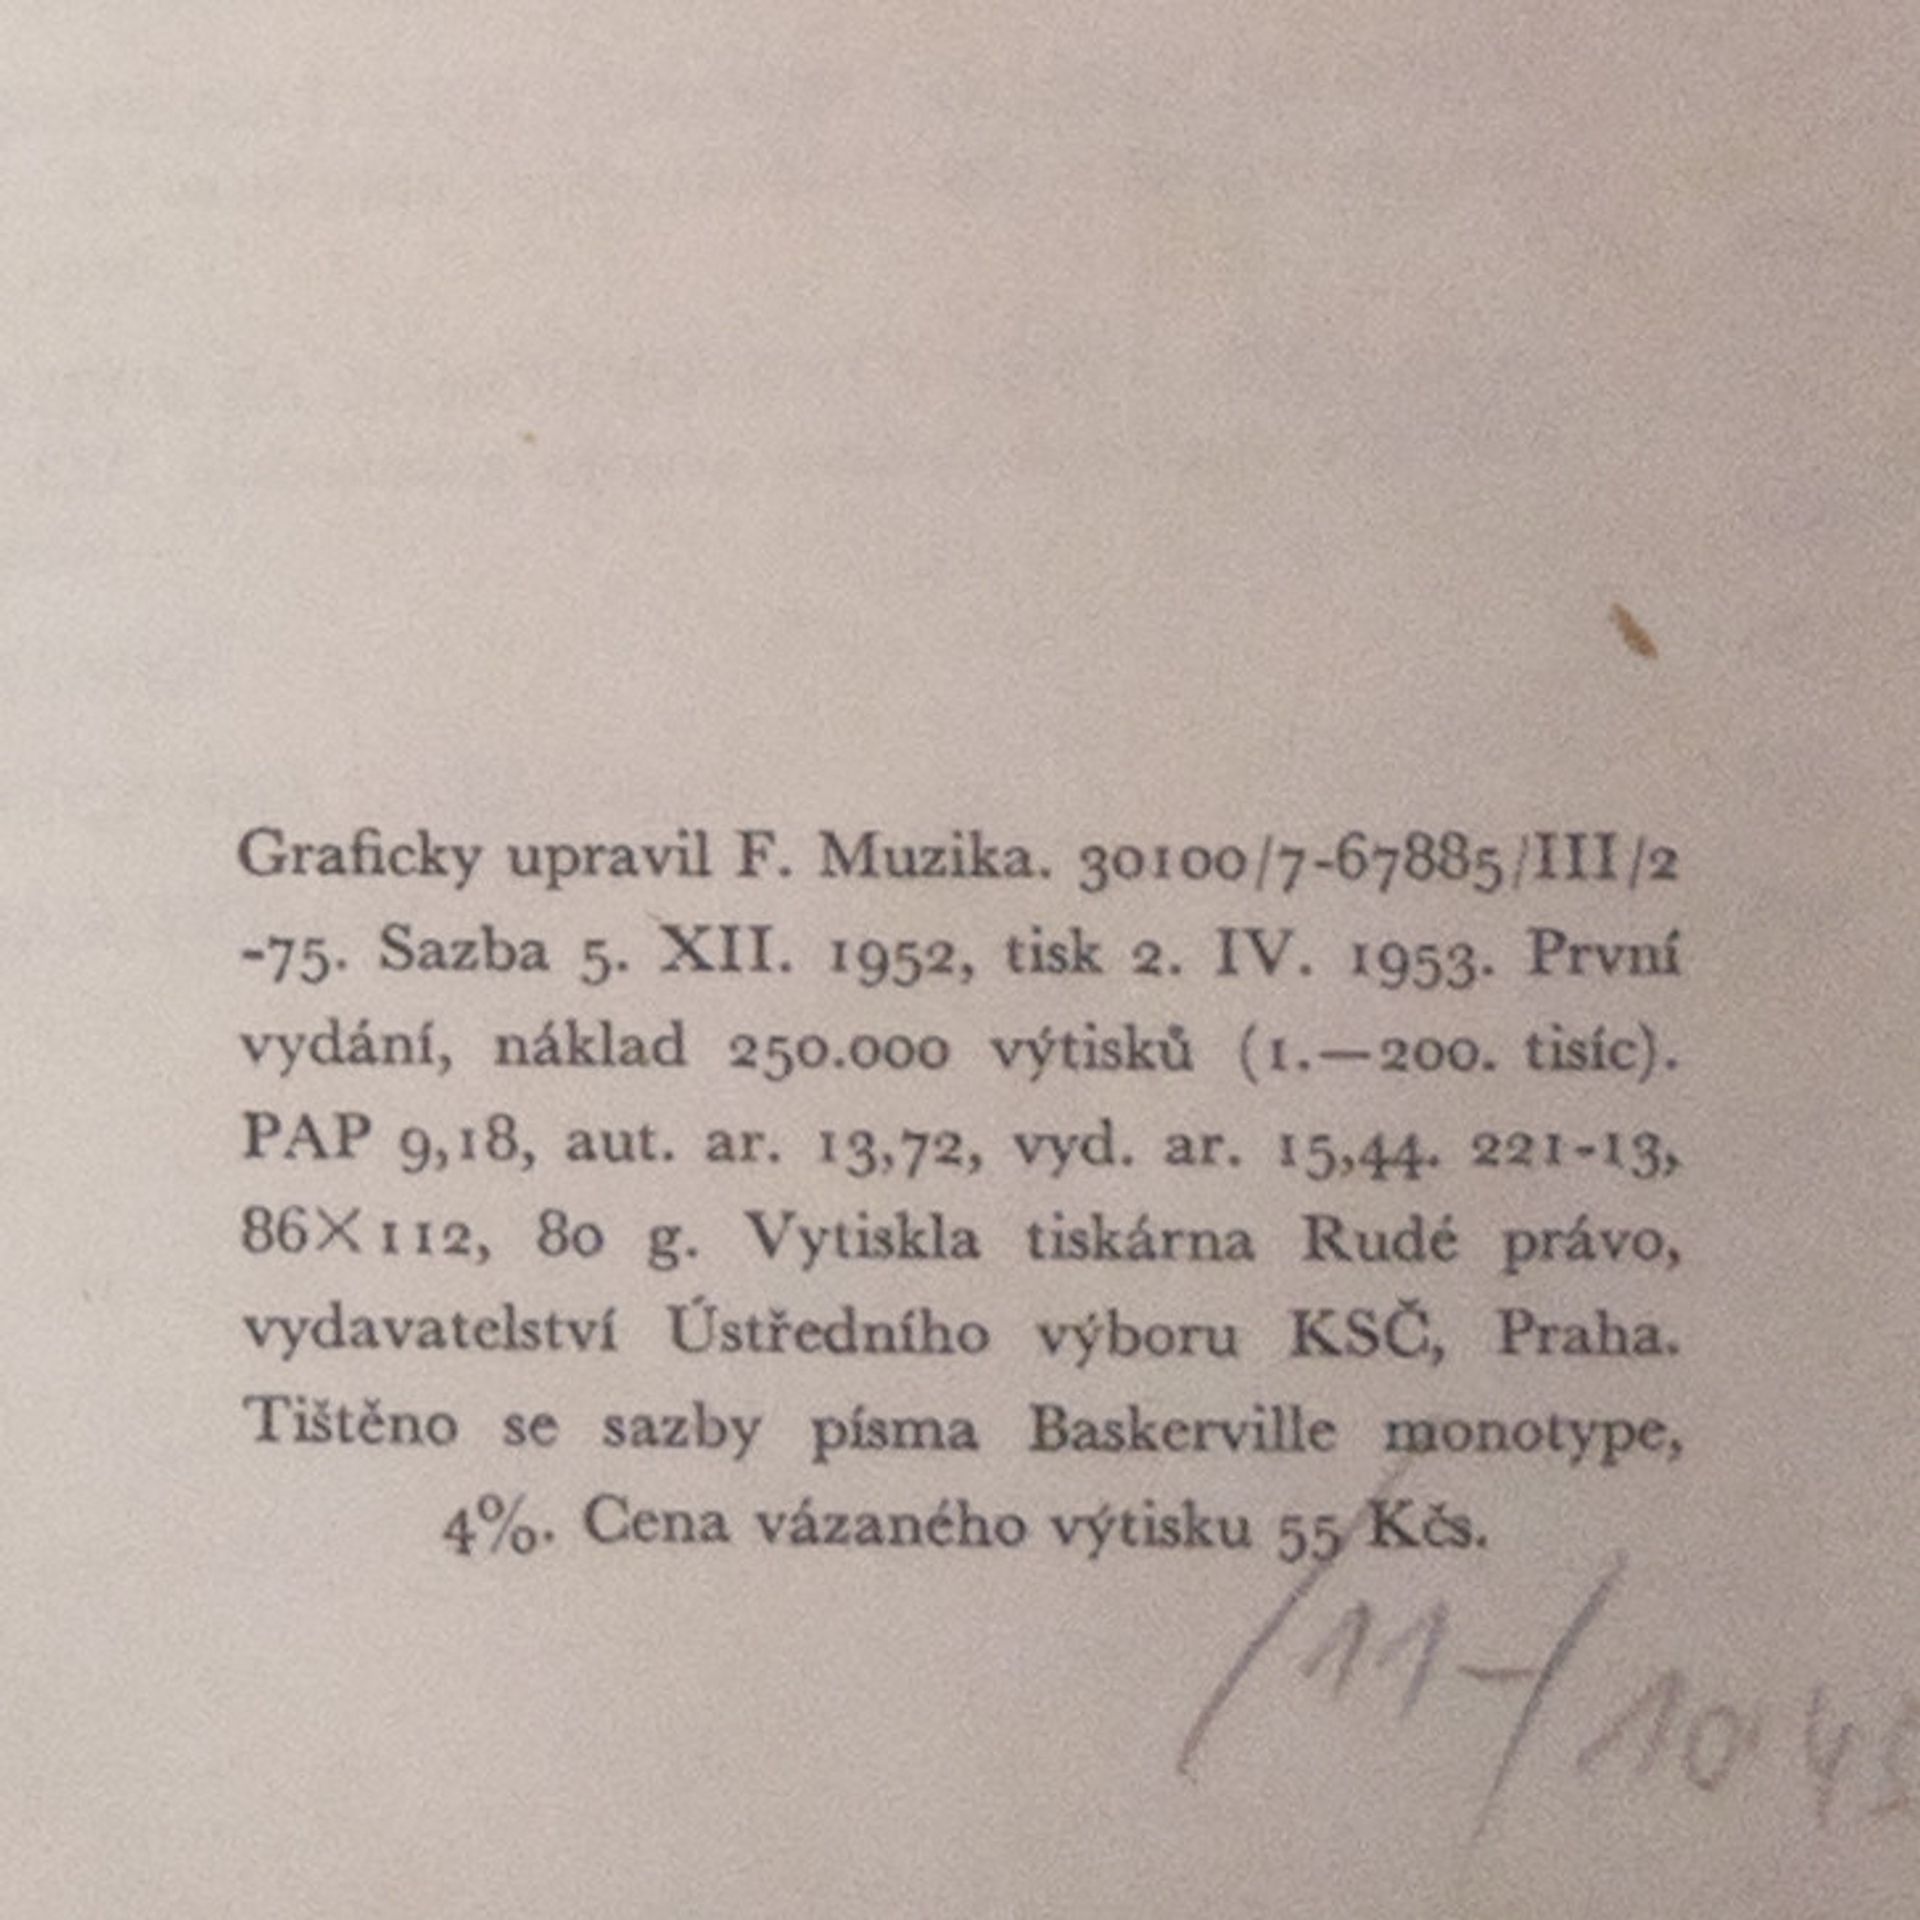 Graficky upravil F. Muzika. 30100/7-67885/III/2
-75. Sazba 5. XII. 1952, tisk 2. IV. 1953. První
vydání, náklad 250.000 výtisků (1.—200. tisíc).
PAP 9,18, aut. ar. 13,72, vyd. ar. 15,44. 221-13,
86×112, 80 g. Vytiskla tiskárna Rudé právo,
vydavatelství Ústředního výboru KSČ, Praha.
Tištěno se sazby písma Baskerville monotype,
4%. Cena vázaného výtisku 55 Kčs.
/11-/
10